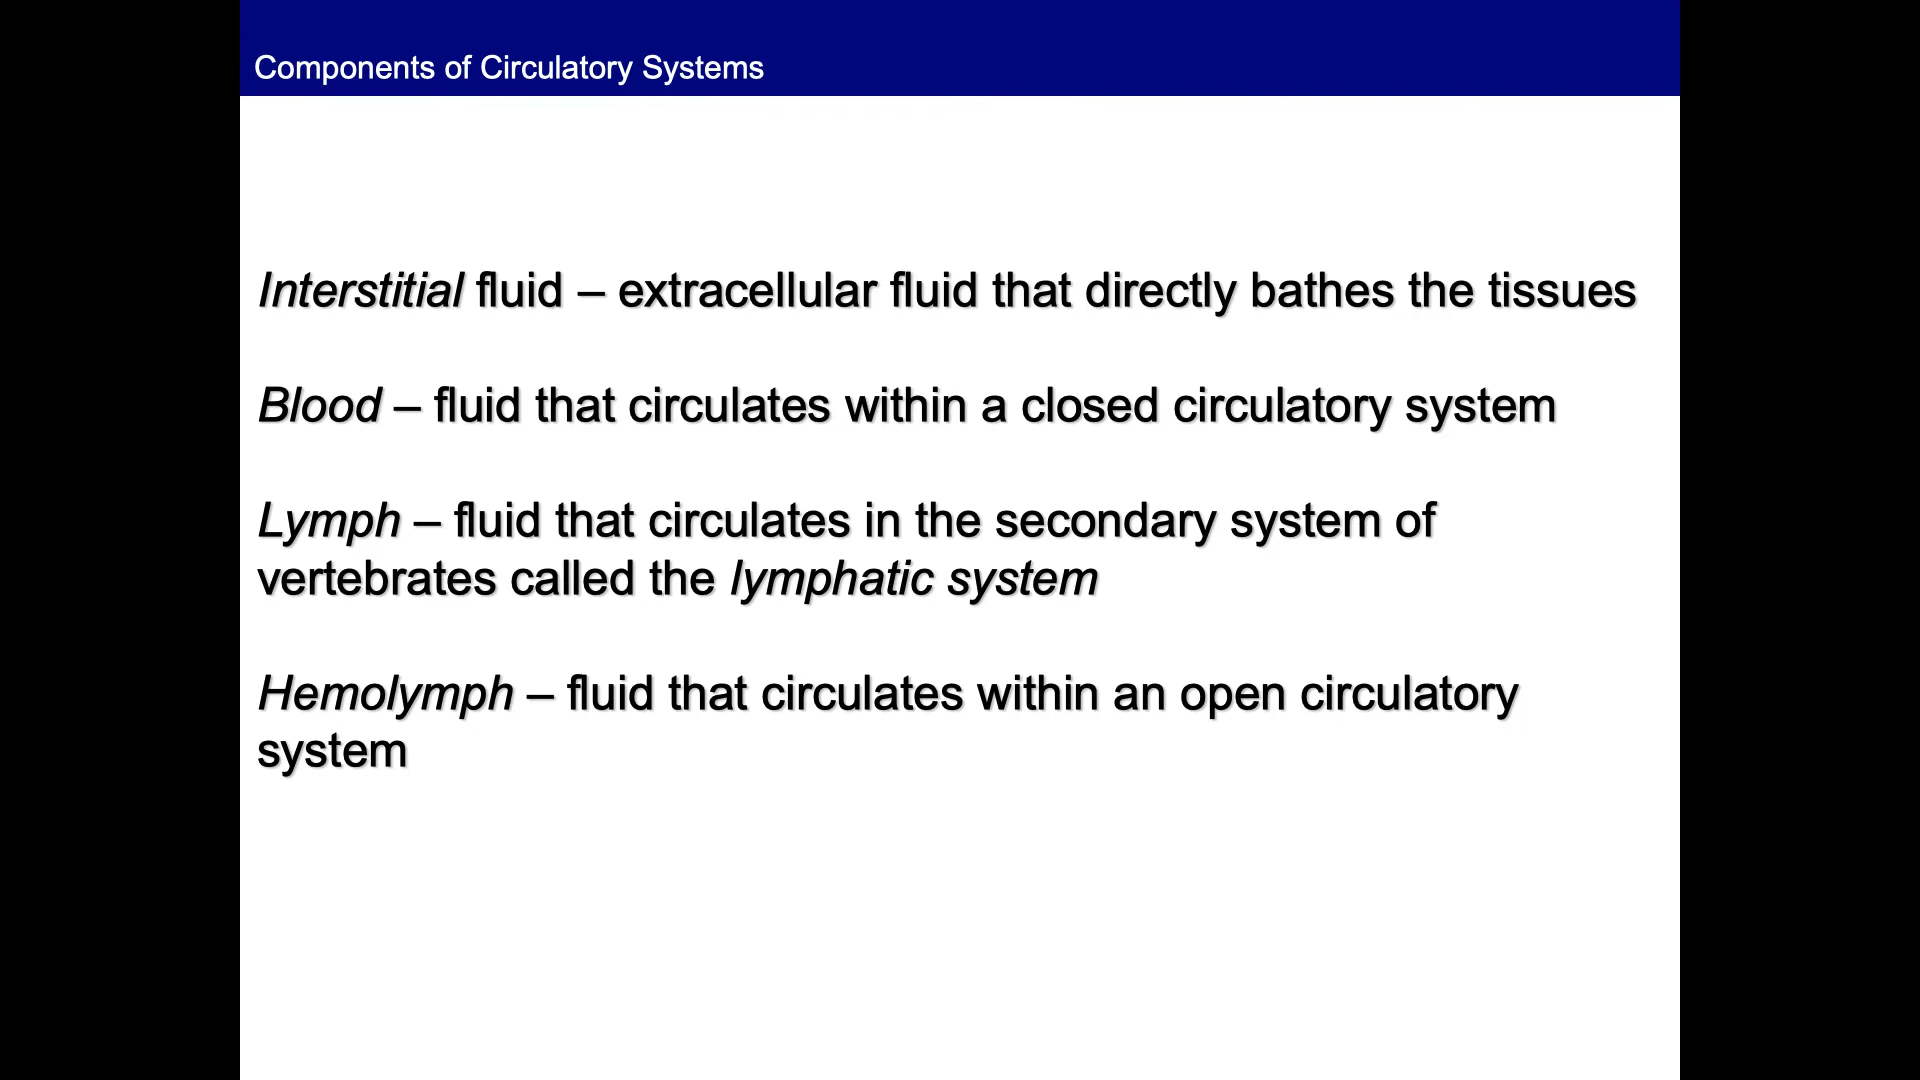 Components of Circulatory Systems
Interstitial fluid – extracellular fluid that directly bathes the tissues
Blood – fluid that circulates within a closed circulatory system
Lymph – fluid that circulates in the secondary system of
vertebrates called the lymphatic system
Hemolymph – fluid that circulates within an open circulatory
system